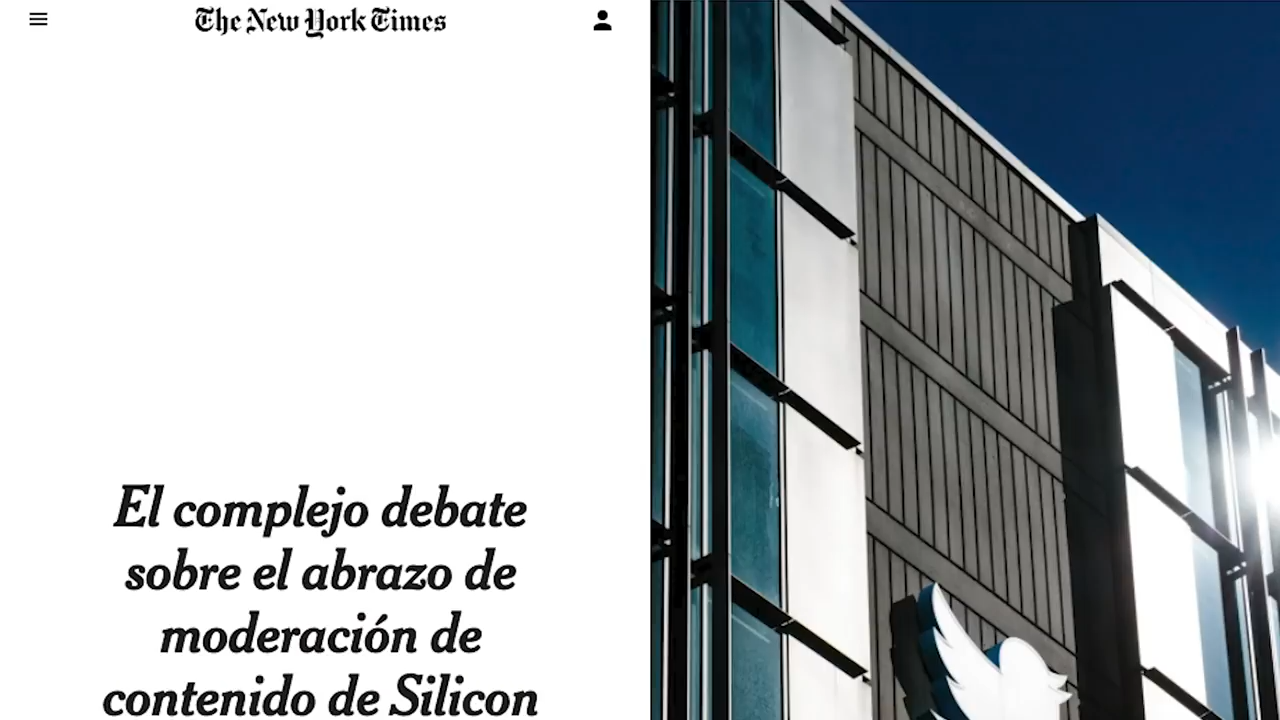 The New York Times
El complejo debate
sobre el abrazo de
moderación de
contenido de Silicon